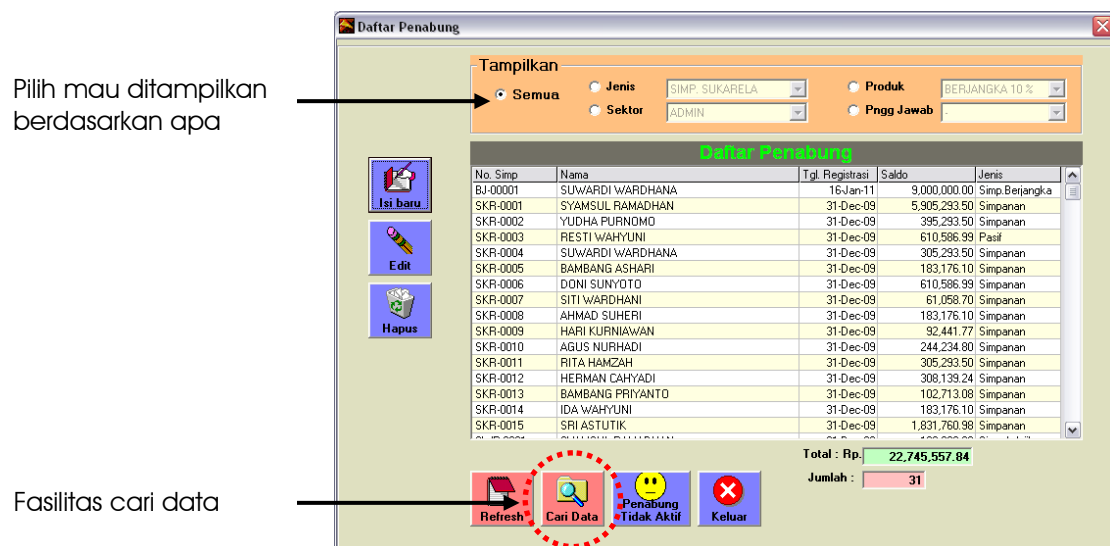 Daftar Penabung
Tampilkan
Semua
Jenis
SIMP. SUKARELA
Produk
BERJANGKA 10 %
Sektor
ADMIN
Pngg Jawab
-
Pilih mau ditampilkan
berdasarkan apa
Daftar Penabung
No. Simp Nama Tgl. Registrasi Saldo Jenis
BJ-00001 SUWARDI WARDHANA 16-Jan-11 9,000,000.00 Simp.Berjangka
SKR-0001 SYAMSUL RAMADHAN 31-Dec-09 5,905,293.50 Simpanan
SKR-0002 YUDHA PURNOMO 31-Dec-09 395,293.50 Simpanan
SKR-0003 RESTI WAHYUNI 31-Dec-09 610,586.99 Pasif
SKR-0004 SUWARDI WARDHANA 31-Dec-09 305,293.50 Simpanan
SKR-0005 BAMBANG ASHARI 31-Dec-09 183,176.10 Simpanan
SKR-0006 DONI SUNYOTO 31-Dec-09 610,586.99 Simpanan
SKR-0007 SITI WARDHANI 31-Dec-09 61,058.70 Simpanan
SKR-0008 AHMAD SUHERI 31-Dec-09 183,176.10 Simpanan
SKR-0009 HARI KURNIAWAN 31-Dec-09 92,441.77 Simpanan
SKR-0010 AGUS NURHADI 31-Dec-09 244,234.80 Simpanan
SKR-0011 RITA HAMZAH 31-Dec-09 305,293.50 Simpanan
SKR-0012 HERMAN CAHYADI 31-Dec-09 308,139.24 Simpanan
SKR-0013 BAMBANG PRIYANTO 31-Dec-09 102,713.08 Simpanan
SKR-0014 IDA WAHYUNI 31-Dec-09 183,176.10 Simpanan
SKR-0015 SRI ASTUTIK 31-Dec-09 1,831,760.98 Simpanan
Isi baru
Edit
Hapus
Total : Rp. 22,745,557.84
Jumlah : 31
Fasilitas cari data
Refresh
Cari Data
Penabung
Tidak Aktif
Keluar